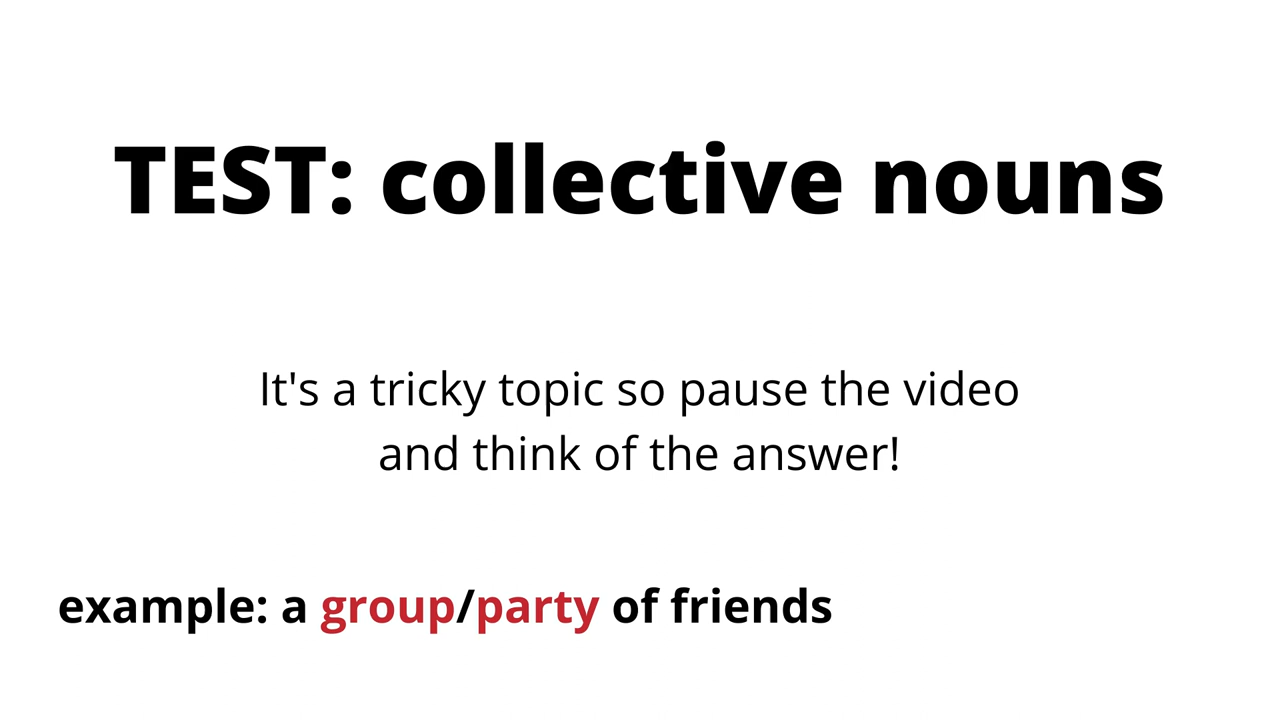 TEST: collective nouns
It's a tricky topic so pause the video
and think of the answer!
example: a group/party of friends